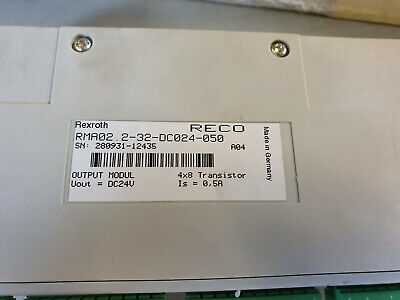 Rexroth RECO
RMA02.2-32-DC024-050
SN: 280931-12435 A04
OUTPUT MODUL 4x8 Transistor
Uout = DC24V Is = 0,5A
Made in Germany